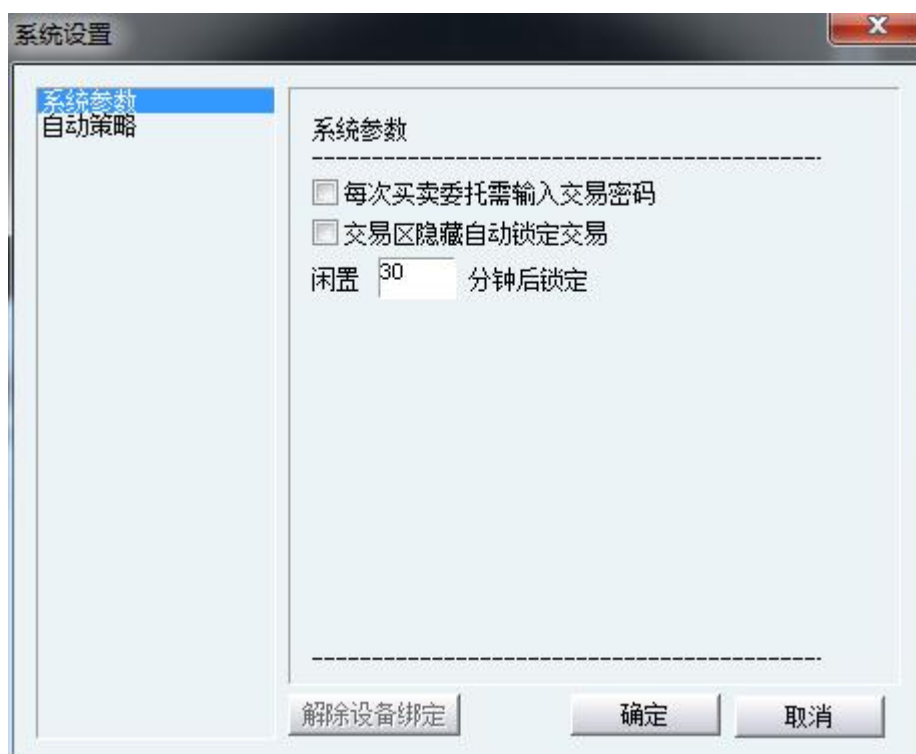 系统设置
系统参数
自动策略
系统参数
每次买卖委托需输入交易密码
交易区隐藏自动锁定交易
闲置 30 分钟后锁定
解除设备绑定 确定 取消